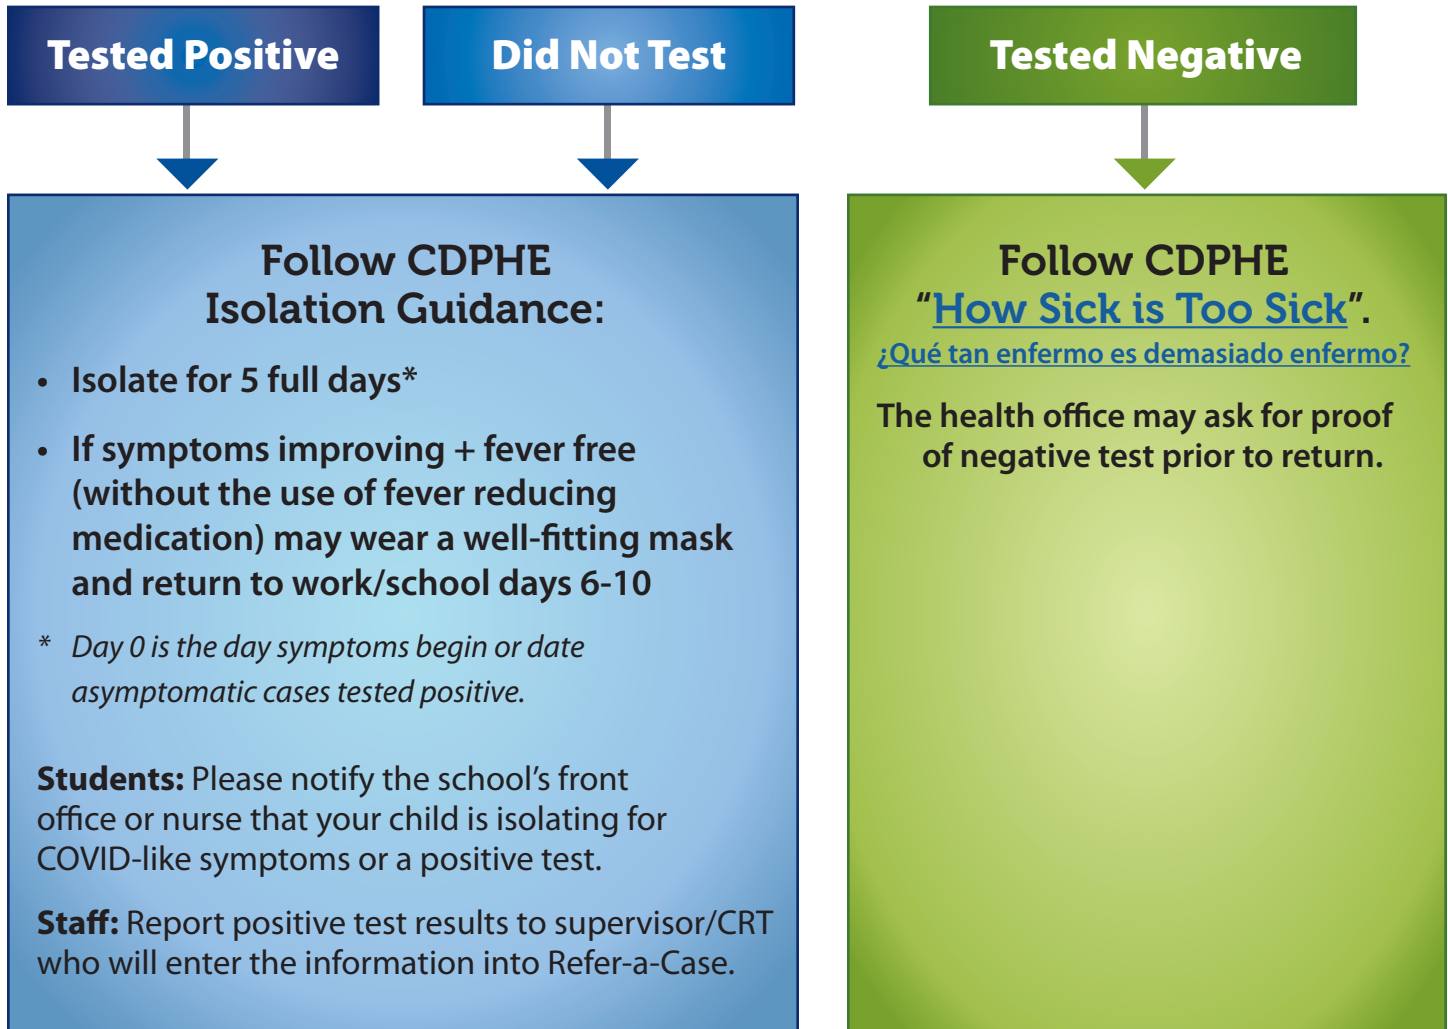 Tested Positive
Did Not Test
Tested Negative
Follow CDPHE
Isolation Guidance:
• Isolate for 5 full days*
• If symptoms improving + fever free
(without the use of fever reducing
medication) may wear a well-fitting mask
and return to work/school days 6-10
* Day 0 is the day symptoms begin or date
asymptomatic cases tested positive.
Students: Please notify the school’s front
office or nurse that your child is isolating for
COVID-like symptoms or a positive test.
Staff: Report positive test results to supervisor/CRT
who will enter the information into Refer-a-Case.
Follow CDPHE
“How Sick is Too Sick”.
¿Qué tan enfermo es demasiado enfermo?
The health office may ask for proof
of negative test prior to return.